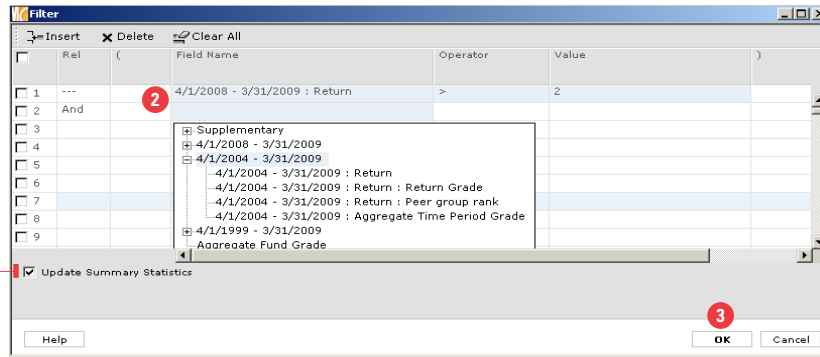 Filter
Insert Delete Clear All
Rel ( Field Name Operator Value )
1 --- 4/1/2008 - 3/31/2009 : Return > 2
2
2 And
3 Supplementary
4 4/1/2008 - 3/31/2009
5 4/1/2004 - 3/31/2009
4/1/2004 - 3/31/2009 : Return
6 4/1/2004 - 3/31/2009 : Return : Return Grade
7 4/1/2004 - 3/31/2009 : Return : Peer group rank
8 4/1/2004 - 3/31/2009 : Aggregate Time Period Grade
9 4/1/1999 - 3/31/2009
Aggregate Fund Grade
Update Summary Statistics
3
Help OK Cancel